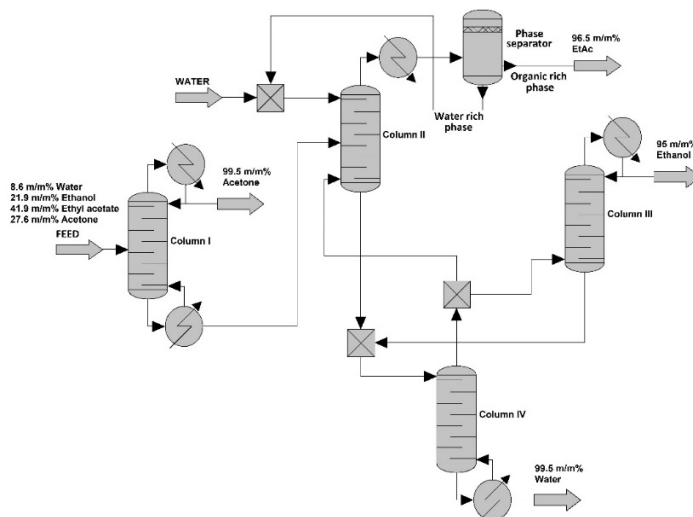 Phase
separator
96.5 m/m%
EtAc
Organic rich
phase
WATER
Water rich
phase
Column II
95 m/m%
Ethanol
99.5 m/m%
Acetone
8.6 m/m% Water
21.9 m/m% Ethanol
41.9 m/m% Ethyl acetate
27.6 m/m% Acetone
FEED
Column I
Column III
Column IV
99.5 m/m%
Water